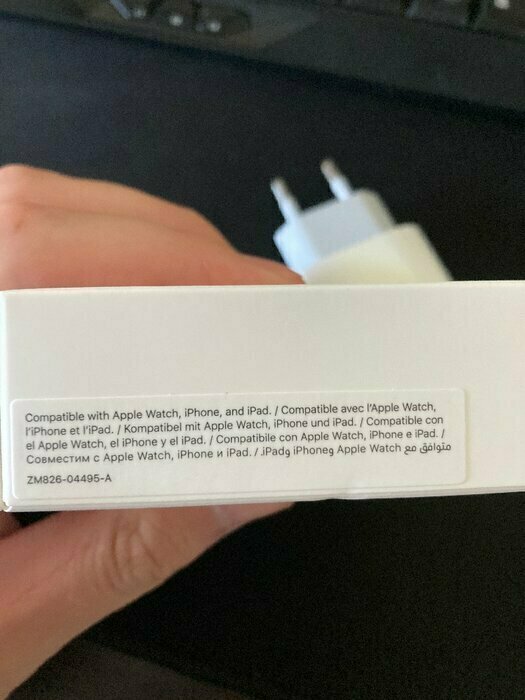 Compatible with Apple Watch, iPhone, and iPad. / Compatible avec l'Apple Watch,
l'iPhone et l'iPad. / Kompatibel mit Apple Watch, iPhone und iPad. / Compatible con
el Apple Watch, el iPhone y el iPad. / Compatibile con Apple Watch, iPhone e iPad. /
Совместим с Apple Watch, iPhone и iPad. / متوافق مع Apple Watch وiPhone وiPad.
ZM826-04495-A